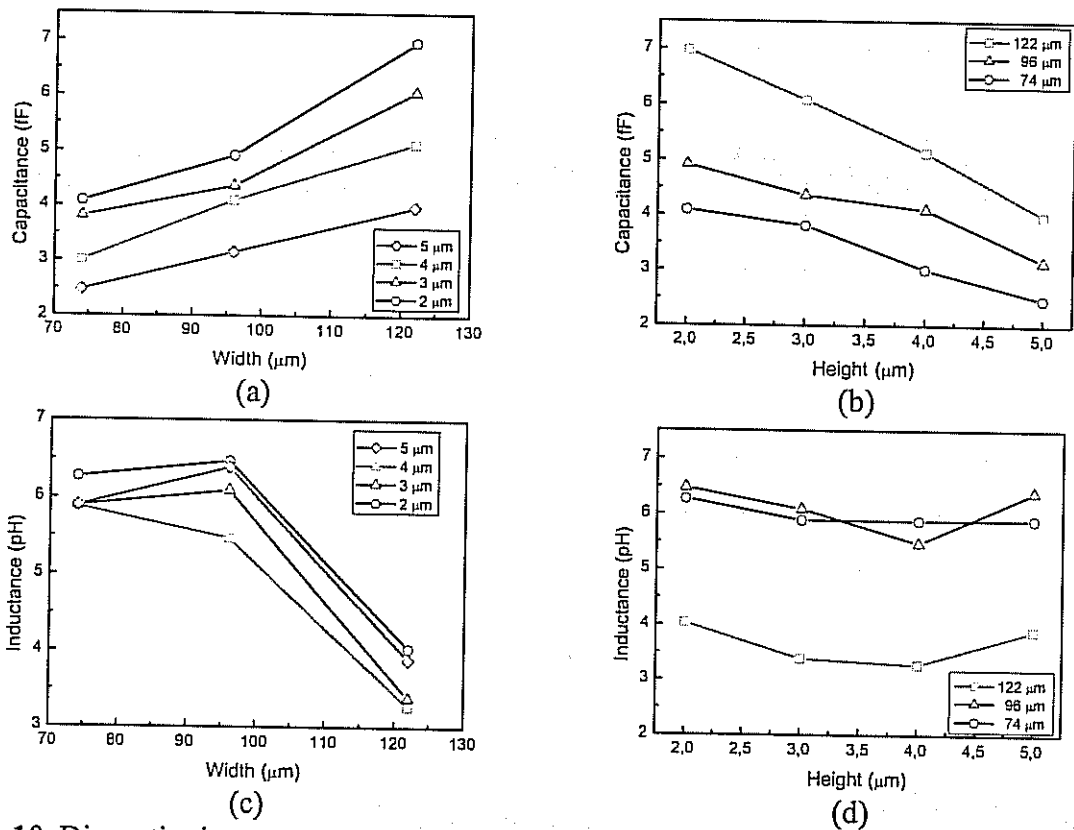 Capacitance (fF)
7
6
5
4
3
2
70 80 90 100 110 120 130
Width (μm)
5 μm
4 μm
3 μm
2 μm
(a)
Capacitance (fF)
7
6
5
4
3
2
2,0 2,5 3,0 3,5 4,0 4,5 5,0
Height (μm)
122 μm
96 μm
74 μm
(b)
Inductance (pH)
7
6
5
4
3
70 80 90 100 110 120 130
Width (μm)
5 μm
4 μm
3 μm
2 μm
(c)
Inductance (pH)
7
6
5
4
3
2
2,0 2,5 3,0 3,5 4,0 4,5 5,0
Height (μm)
122 μm
96 μm
74 μm
(d)